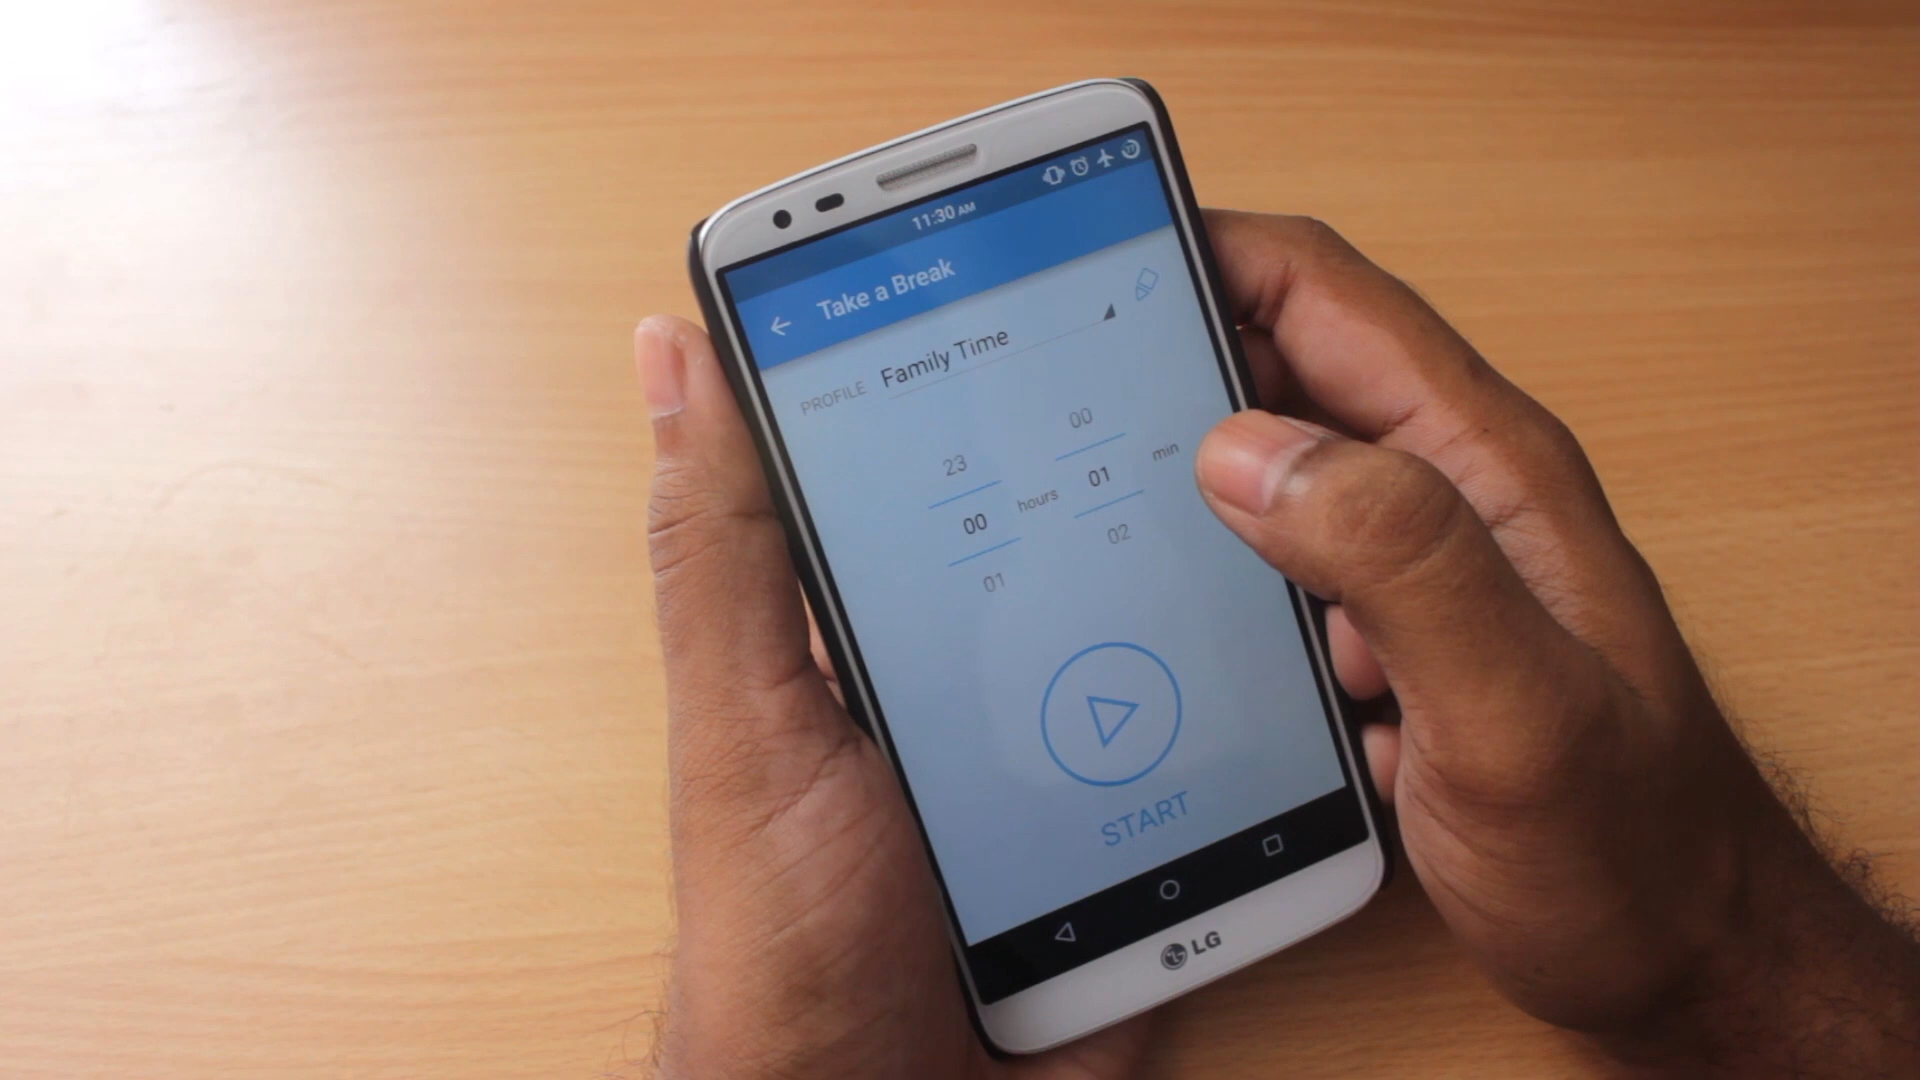 11:30 AM
Take a Break
PROFILE Family Time
23 00
00 hours 01 min
01 02
START
LG